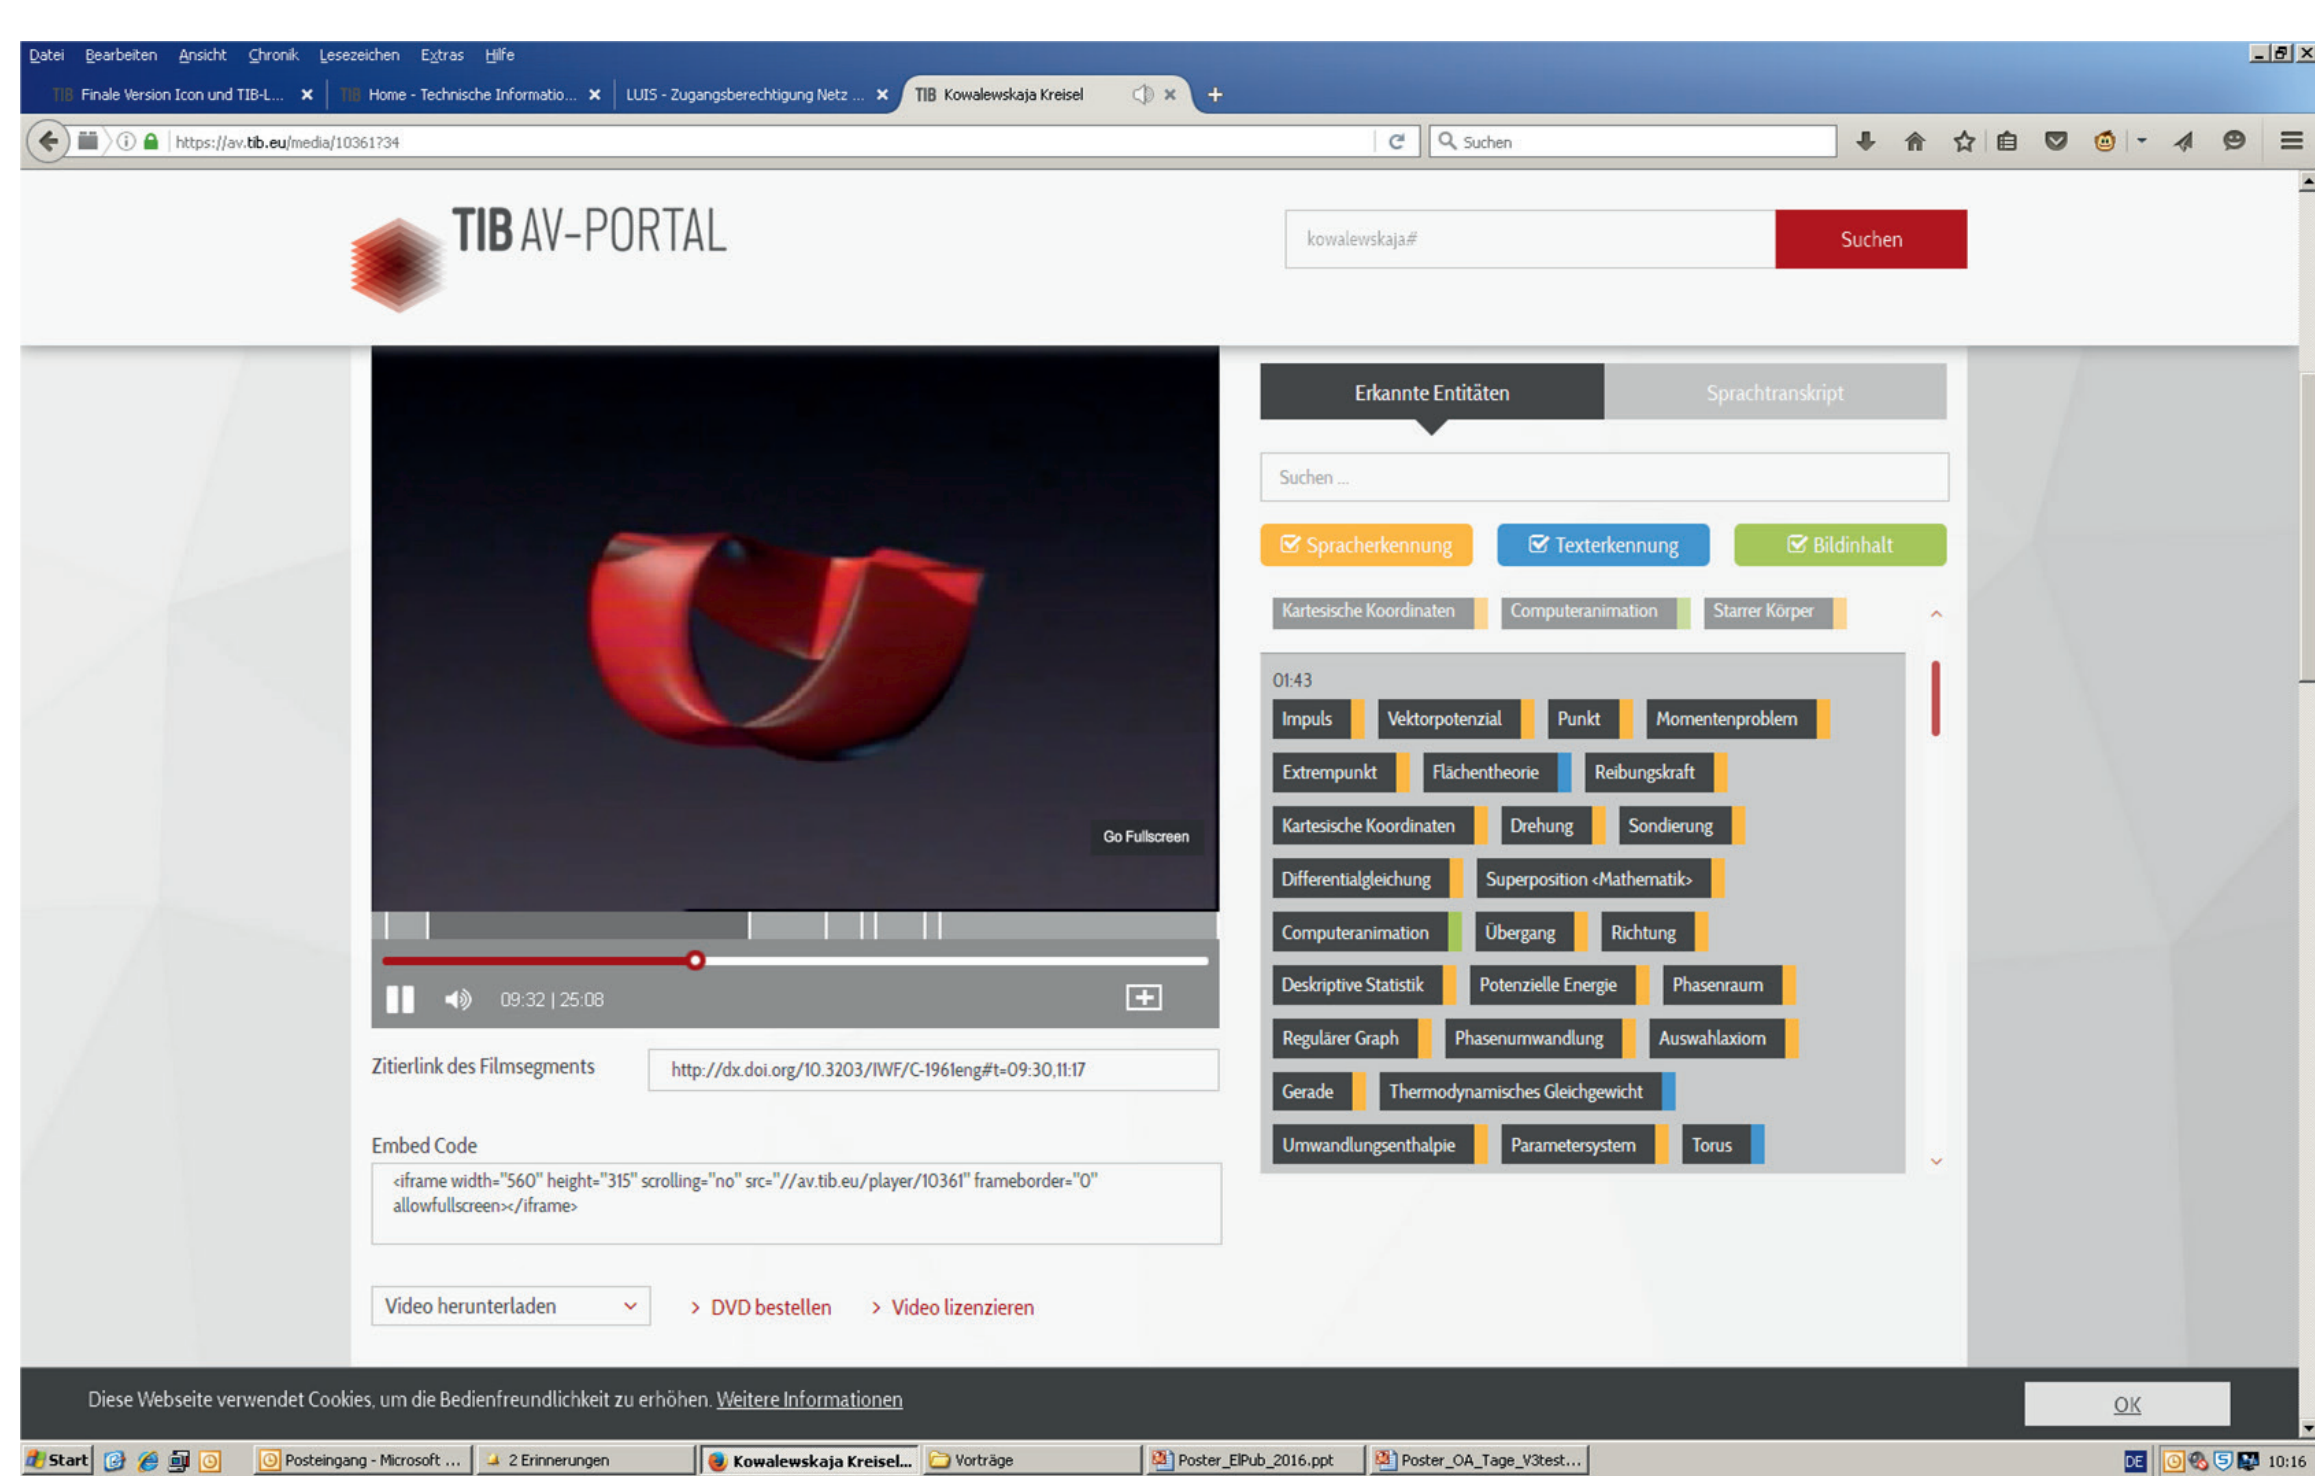 Datei Bearbeiten Ansicht Chronik Lesezeichen Extras Hilfe
TIB Finale Version Icon und TIB-L... TIB Home - Technische Informatio... LUIS - Zugangsberechtigung Netz ... TIB Kowalewskaja Kreisel
https://av.tib.eu/media/10361?34 Suchen
TIB AV-PORTAL
kowalewskaja# Suchen
Erkannte Entitäten Sprachtranskript
Suchen ...
Spracherkennung Texterkennung Bildinhalt
Kartesische Koordinaten Computeranimation Starrer Körper
01:43
Impuls Vektorpotenzial Punkt Momentenproblem
Extrempunkt Flächentheorie Reibungskraft
Kartesische Koordinaten Drehung Sondierung
Go Fullscreen
Differentialgleichung Superposition <Mathematik>
Computeranimation Übergang Richtung
Deskriptive Statistik Potenzielle Energie Phasenraum
09:32 | 25:08
Regulärer Graph Phasenumwandlung Auswahlaxiom
Gerade Thermodynamisches Gleichgewicht
Umwandlungsenthalpie Parametersystem Torus
Zitierlink des Filmsegments http://dx.doi.org/10.3203/IWF/C-1961eng#t=09:30,11:17
Embed Code
<iframe width="560" height="315" scrolling="no" src="//av.tib.eu/player/10361" frameborder="0"
allowfullscreen></iframe>
Video herunterladen > DVD bestellen > Video lizenzieren
Diese Webseite verwendet Cookies, um die Bedienfreundlichkeit zu erhöhen. Weitere Informationen OK
Start Posteingang - Microsoft ... 2 Erinnerungen Kowalewskaja Kreisel... Vorträge Poster_ElPub_2016.ppt Poster_OA_Tage_V3test... DE 10:16